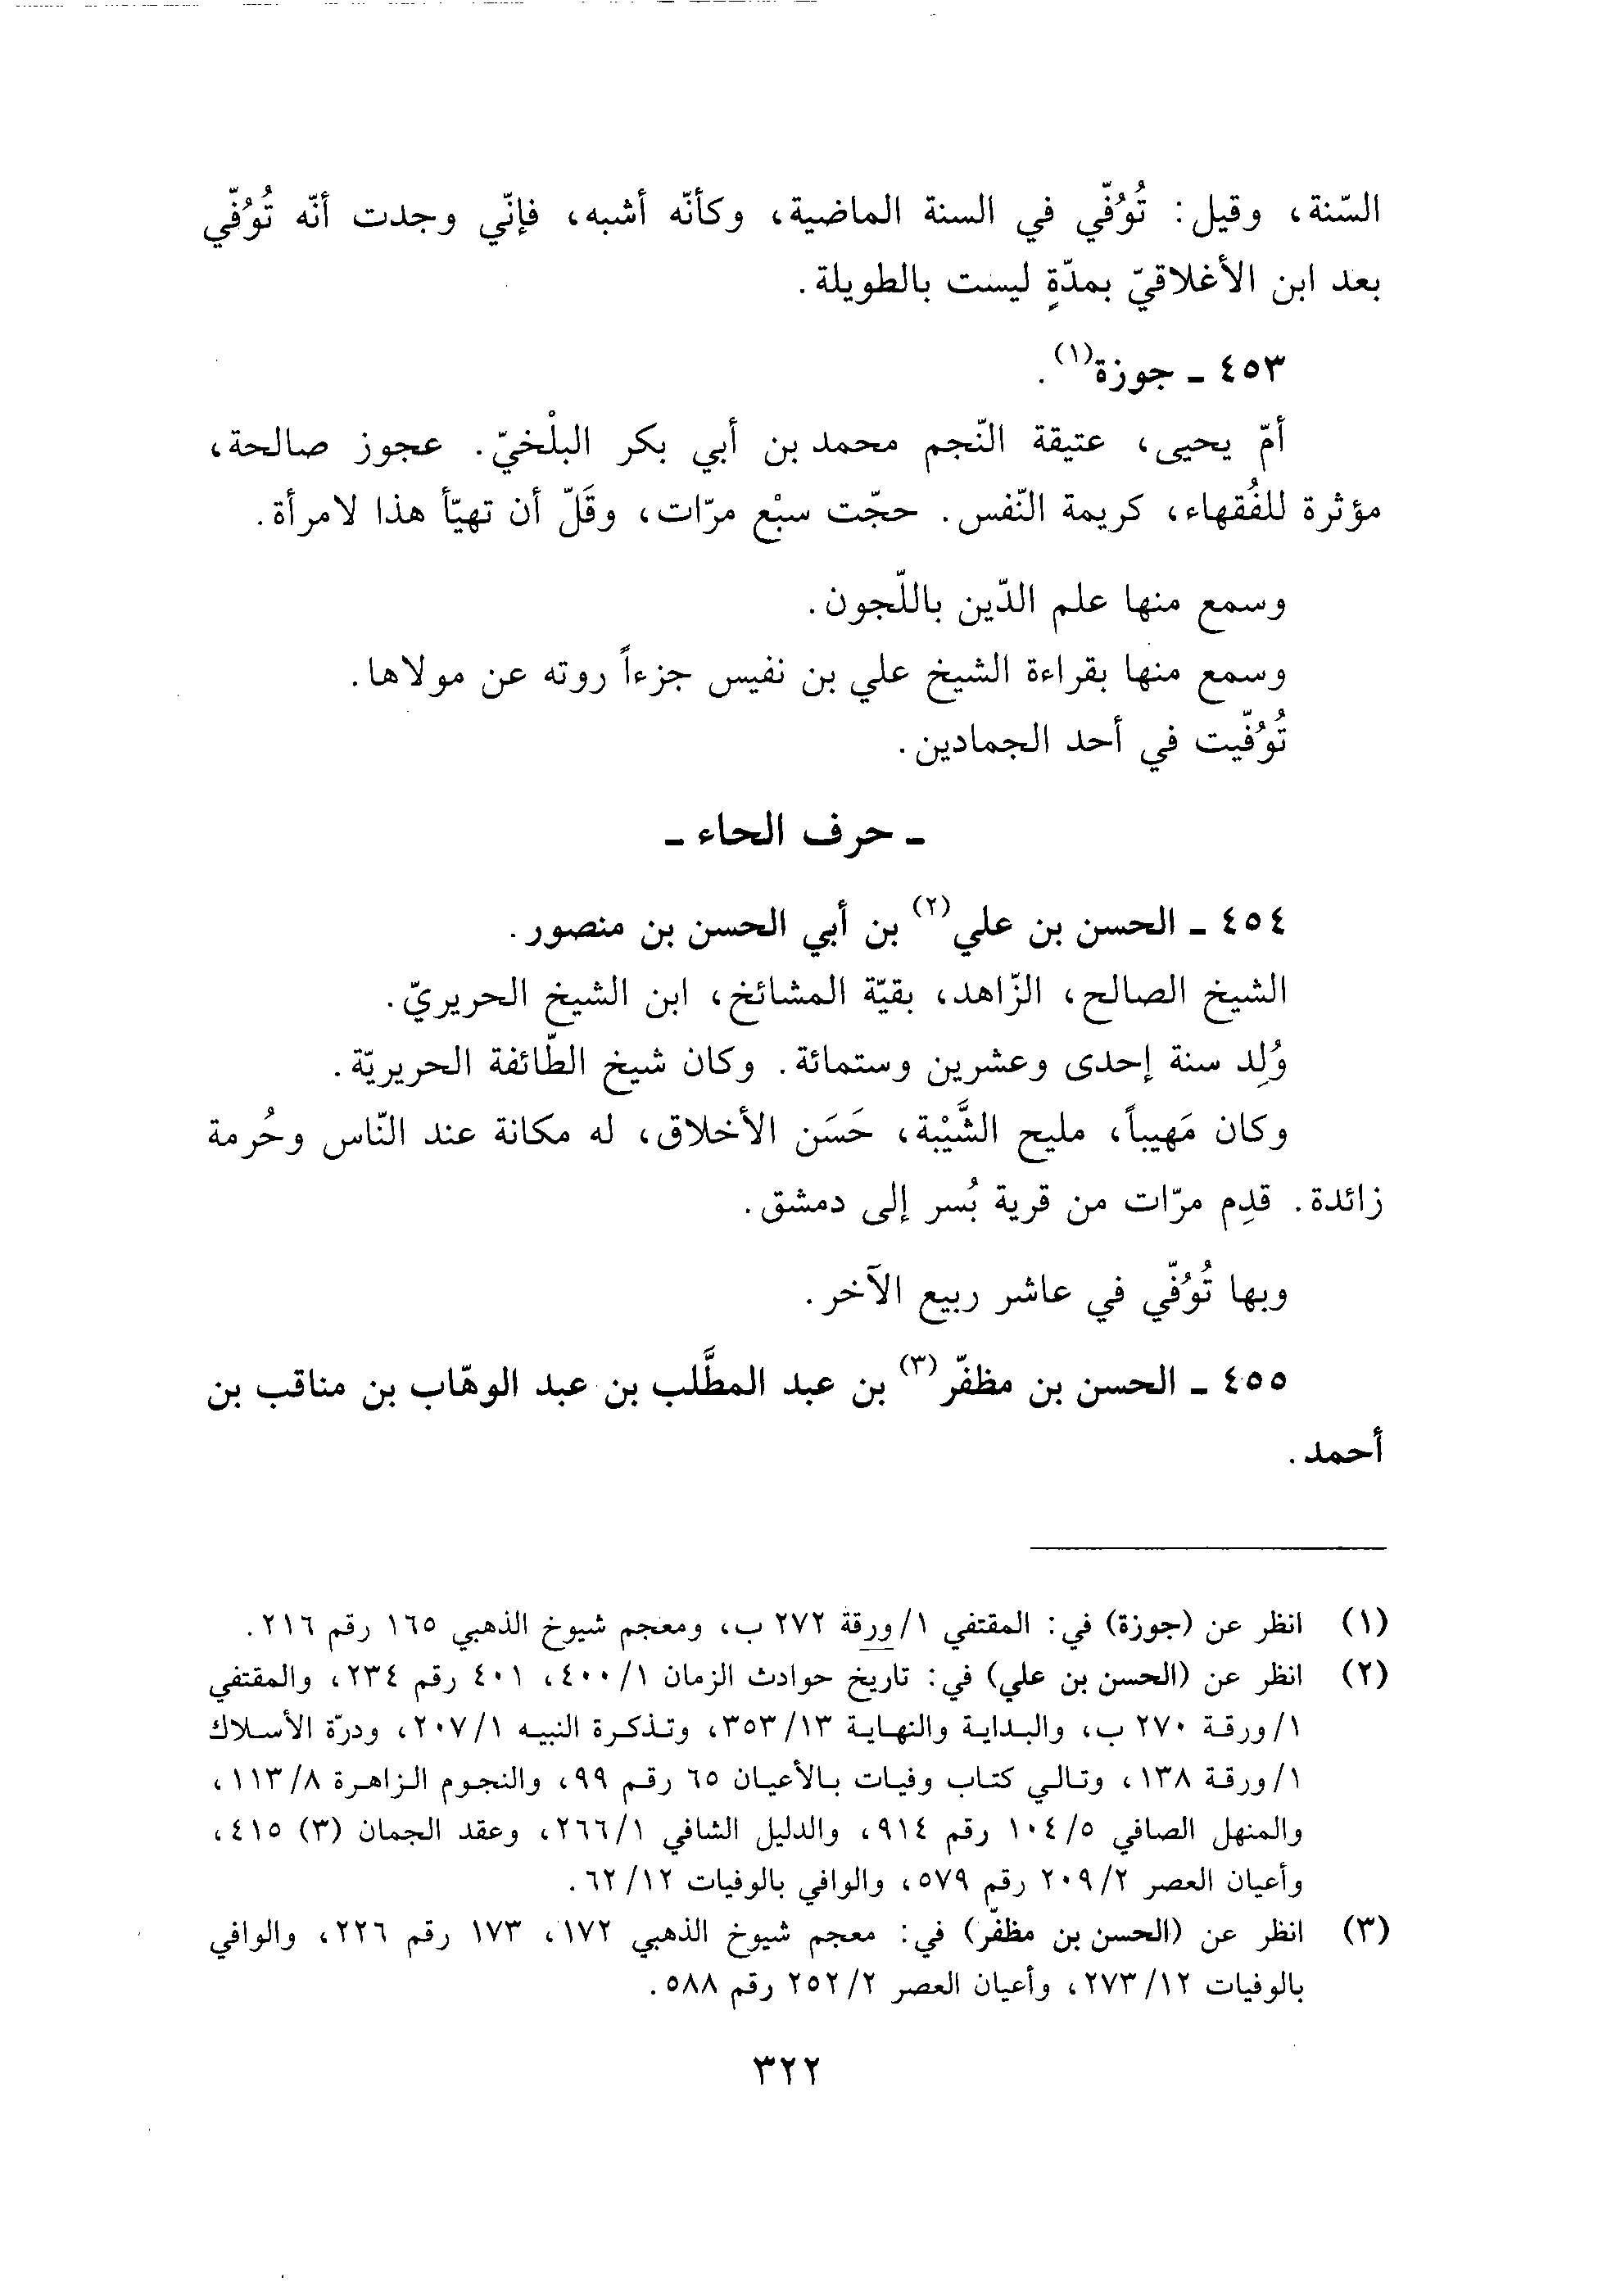 السّنة، وقيل: تُوُفّي في السنة الماضية، وكأنّه أشبه، فإنّي وجدت أنّه تُوُفّي
بعد ابن الأغلاقيّ بمدّةٍ ليست بالطويلة.
٤٥٣ ـ جوزة(١).
أمّ يحيى، عتيقة النّجم محمد بن أبي بكر البلْخيّ. عجوز صالحة،
مؤثرة للفُقهاء، كريمة النّفس. حجّت سبْع مرّات، وقَلّ أن تهيّأ هذا لامرأة.
وسمع منها علم الدّين باللّجون.
وسمع منها بقراءة الشيخ علي بن نفيس جزءاً روته عن مولاها.
تُوُفّيت في أحد الجمادين.
ـ حرف الحاء ـ
٤٥٤ ـ الحسن بن علي(٢) بن أبي الحسن بن منصور.
الشيخ الصالح، الزّاهد، بقيّة المشائخ، ابن الشيخ الحريريّ.
وُلِد سنة إحدى وعشرين وستمائة. وكان شيخ الطّائفة الحريريّة.
وكان مَهيباً، مليح الشَّيْبة، حَسَن الأخلاق، له مكانة عند النّاس وحُرمة
زائدة. قدِم مرّات من قرية بُسر إلى دمشق.
وبها تُوُفّي في عاشر ربيع الآخر.
٤٥٥ ـ الحسن بن مظفّر(٣) بن عبد المطَّلب بن عبد الوهّاب بن مناقب بن
أحمد.
(١) انظر عن (جوزة) في: المقتفي ١/ورقة ٢٧٢ ب، ومعجم شيوخ الذهبي ١٦٥ رقم ٢١٦.
(٢) انظر عن (الحسن بن علي) في: تاريخ حوادث الزمان ١/٤٠٠، ٤٠١ رقم ٢٣٤، والمقتفي
١/ورقة ٢٧٠ ب، والبداية والنهاية ١٣/٣٥٣، وتذكرة النبيه ١/٢٠٧، ودرّة الأسلاك
١/ورقة ١٣٨، وتالي كتاب وفيات بالأعيان ٦٥ رقم ٩٩، والنجوم الزاهرة ٨/١١٣،
والمنهل الصافي ٥/١٠٤ رقم ٩١٤، والدليل الشافي ١/٢٦٦، وعقد الجمان (٣) ٤١٥،
وأعيان العصر ٢/٢٠٩ رقم ٥٧٩، والوافي بالوفيات ١٢/٦٢.
(٣) انظر عن (الحسن بن مظفّر) في: معجم شيوخ الذهبي ١٧٢، ١٧٣ رقم ٢٢٦، والوافي
بالوفيات ١٢/٢٧٣، وأعيان العصر ٢/٢٥٢ رقم ٥٨٨.
٣٢٢